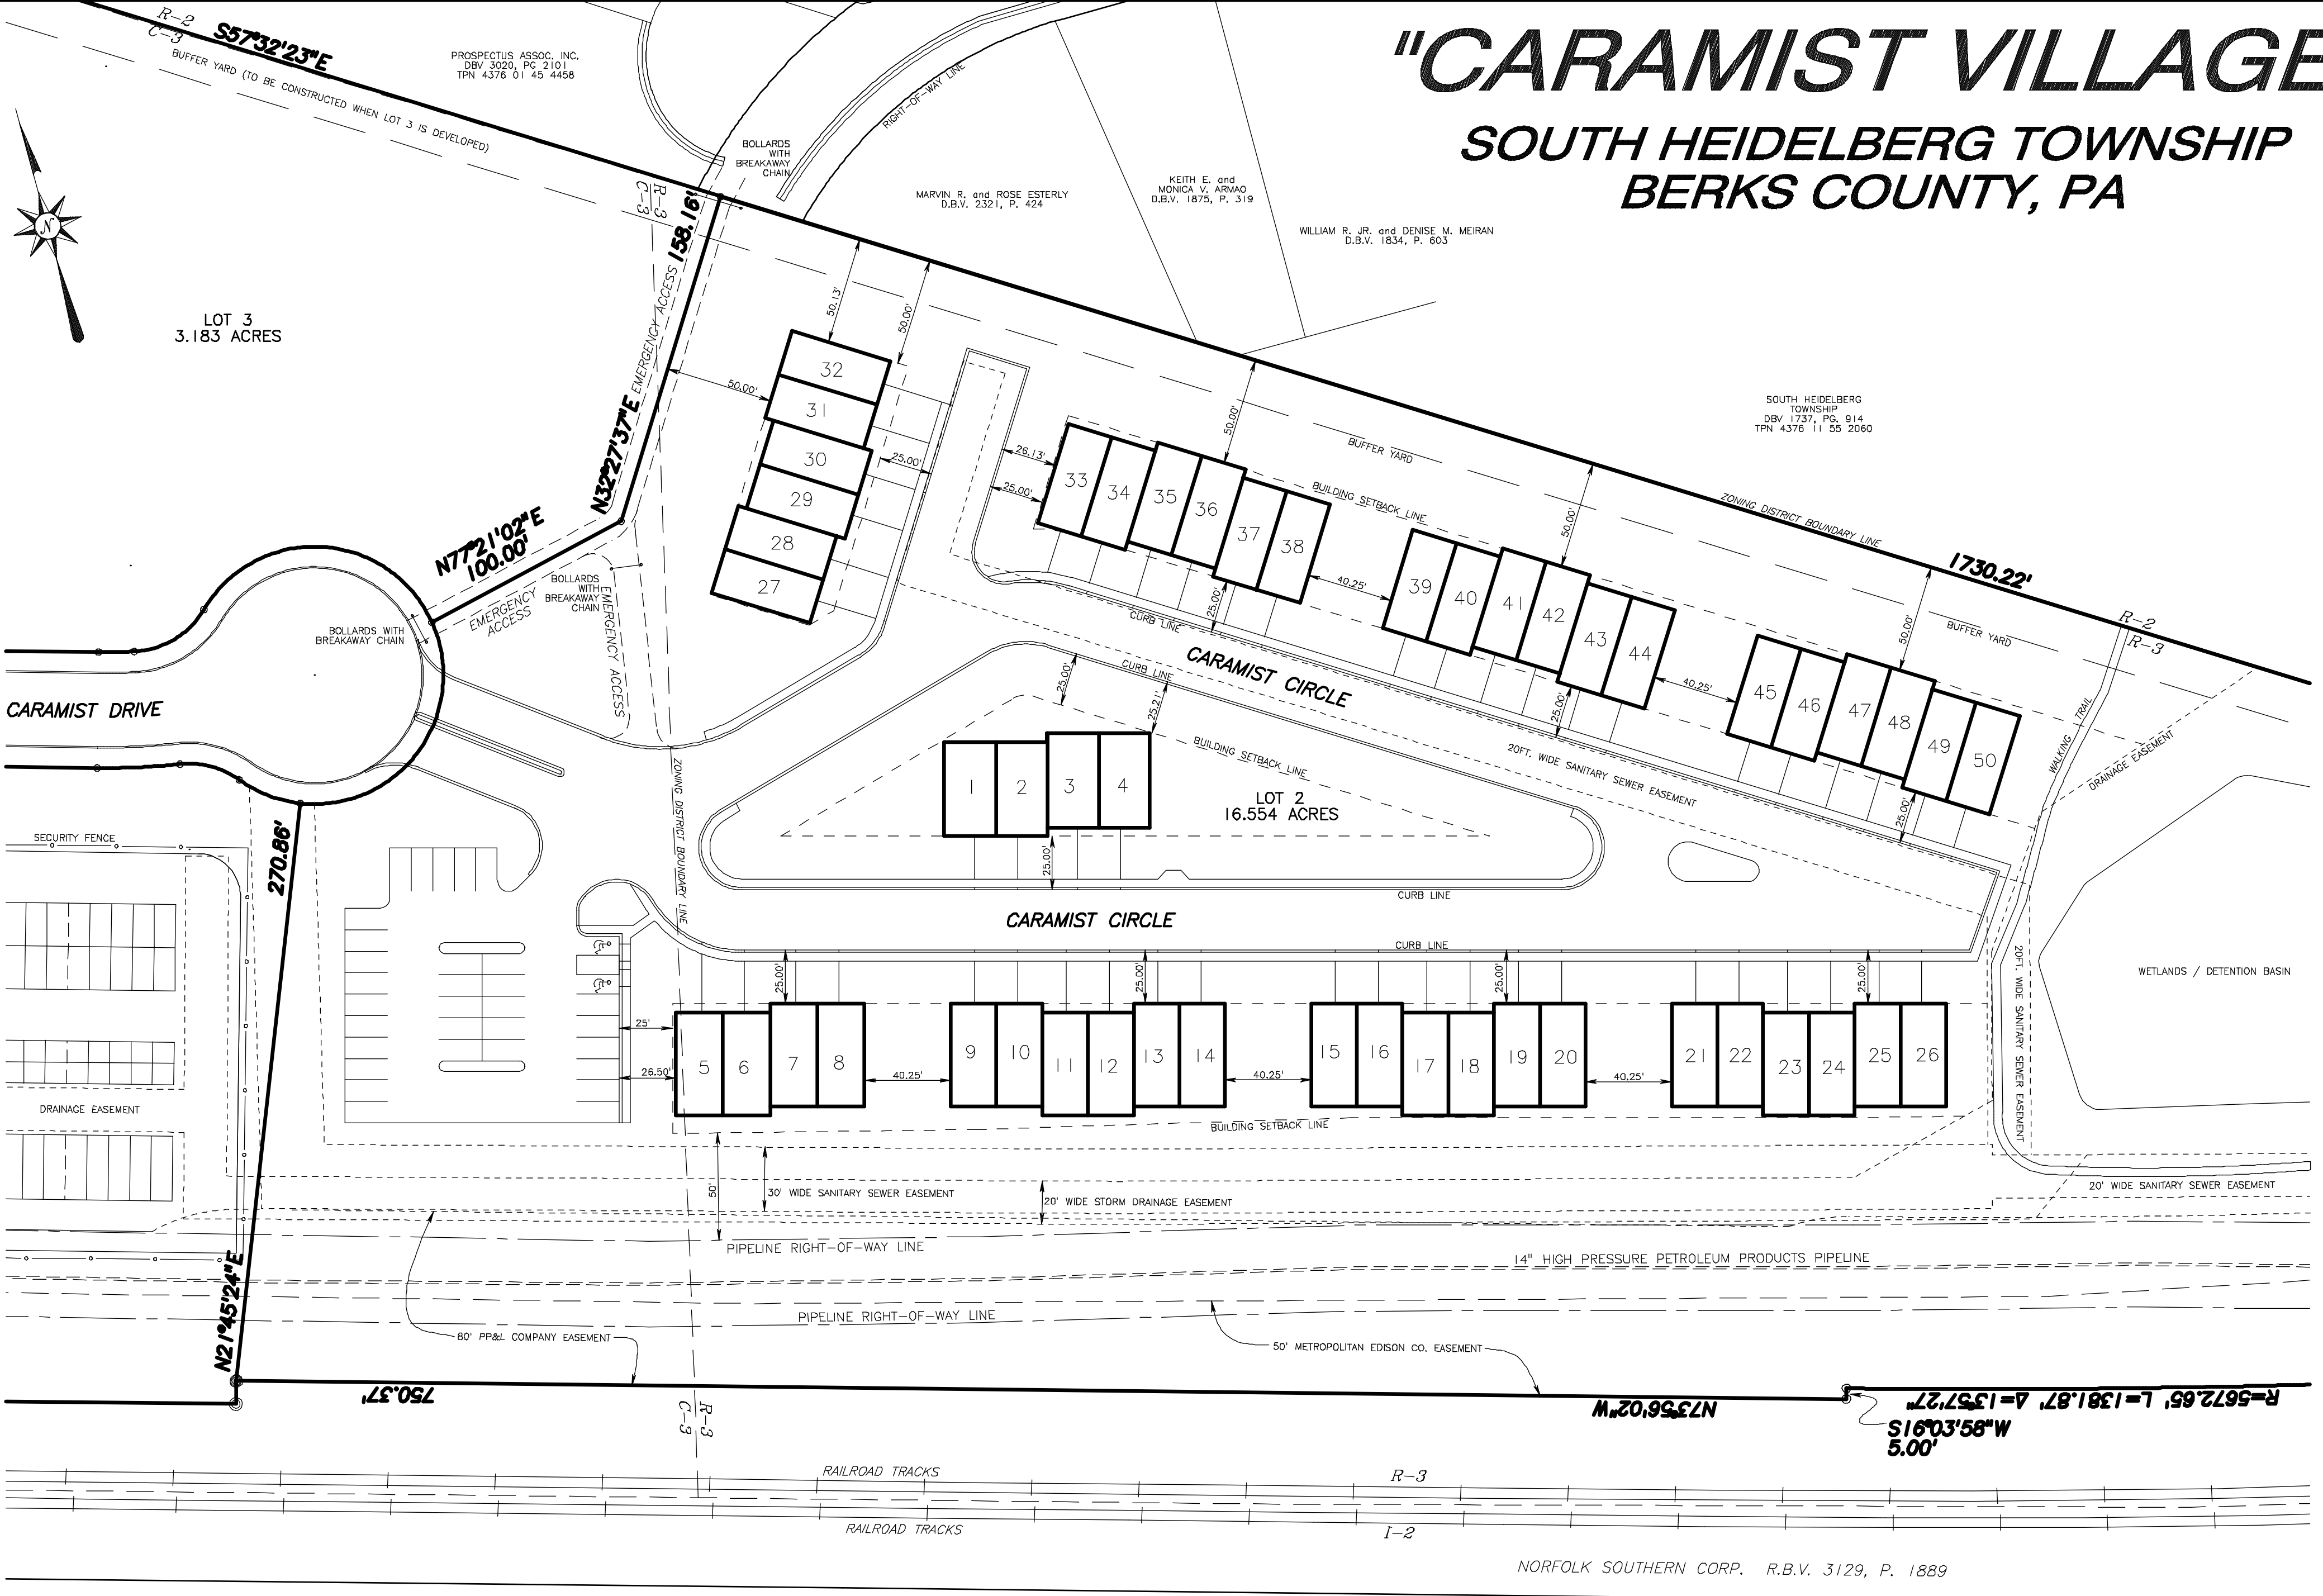 "CARAMIST VILLAGE
SOUTH HEIDELBERG TOWNSHIP
BERKS COUNTY, PA
R-2
C-3
S57°32'23"E
BUFFER YARD (TO BE CONSTRUCTED WHEN LOT 3 IS DEVELOPED)
PROSPECTUS ASSOC. INC.
DBV 3020, PG 2101
TPN 4376 01 45 4458
RIGHT-OF-WAY LINE
BOLLARDS
WITH
BREAKAWAY
CHAIN
MARVIN R. and ROSE ESTERLY
D.B.V. 2321, P. 424
KEITH E. and
MONICA V. ARMAO
D.B.V. 1875, P. 319
WILLIAM R. JR. and DENISE M. MEIRAN
D.B.V. 1834, P. 603
SOUTH HEIDELBERG
TOWNSHIP
DBV 1737, PG. 914
TPN 4376 11 55 2060
N
LOT 3
3.183 ACRES
R-3
C-3
158.16'
EMERGENCY ACCESS
N32°27'37"E
N77°21'02"E
100.00'
EMERGENCY
ACCESS
BOLLARDS
WITH
BREAKAWAY
CHAIN
EMERGENCY ACCESS
BOLLARDS WITH
BREAKAWAY CHAIN
CARAMIST DRIVE
50.13'
50.00'
50.00'
25.00'
32
31
30
29
28
27
26.13'
25.00'
33
34
35
36
37
38
50.00'
25.00'
40.25'
39
40
41
42
43
44
50.00'
25.00'
40.25'
45
46
47
48
49
50
50.00'
25.00'
BUFFER YARD
BUILDING SETBACK LINE
ZONING DISTRICT BOUNDARY LINE
1730.22'
BUFFER YARD
R-2
R-3
WALKING TRAIL
DRAINAGE EASEMENT
CURB LINE
CARAMIST CIRCLE
CURB LINE
25.00'
25.21'
BUILDING SETBACK LINE
20FT. WIDE SANITARY SEWER EASEMENT
1
2
3
4
LOT 2
16.554 ACRES
25.00'
CURB LINE
CARAMIST CIRCLE
CURB LINE
ZONING DISTRICT BOUNDARY LINE
SECURITY FENCE
270.86'
DRAINAGE EASEMENT
N21°45'24"E
25'
26.50'
25.00'
25.00'
25.00'
25.00'
5
6
7
8
40.25'
9
10
11
12
13
14
40.25'
15
16
17
18
19
20
40.25'
21
22
23
24
25
26
20FT. WIDE SANITARY SEWER EASEMENT
WETLANDS / DETENTION BASIN
BUILDING SETBACK LINE
50'
30' WIDE SANITARY SEWER EASEMENT
20' WIDE STORM DRAINAGE EASEMENT
20' WIDE SANITARY SEWER EASEMENT
PIPELINE RIGHT-OF-WAY LINE
14" HIGH PRESSURE PETROLEUM PRODUCTS PIPELINE
PIPELINE RIGHT-OF-WAY LINE
80' PP&L COMPANY EASEMENT
50' METROPOLITAN EDISON CO. EASEMENT
750.37'
N73°56'02"W
R=5672.65' L=1381.87' Δ=13°57'27"
S16°03'58"W
5.00'
R-3
C-3
RAILROAD TRACKS
R-3
RAILROAD TRACKS
I-2
NORFOLK SOUTHERN CORP. R.B.V. 3129, P. 1889